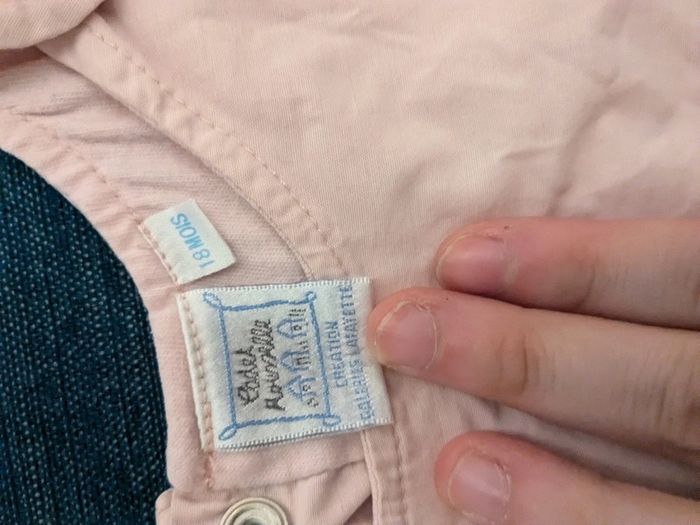 18 MOIS
Cadet
Rousselle
CREATION
GALERIES LAFAYETTE